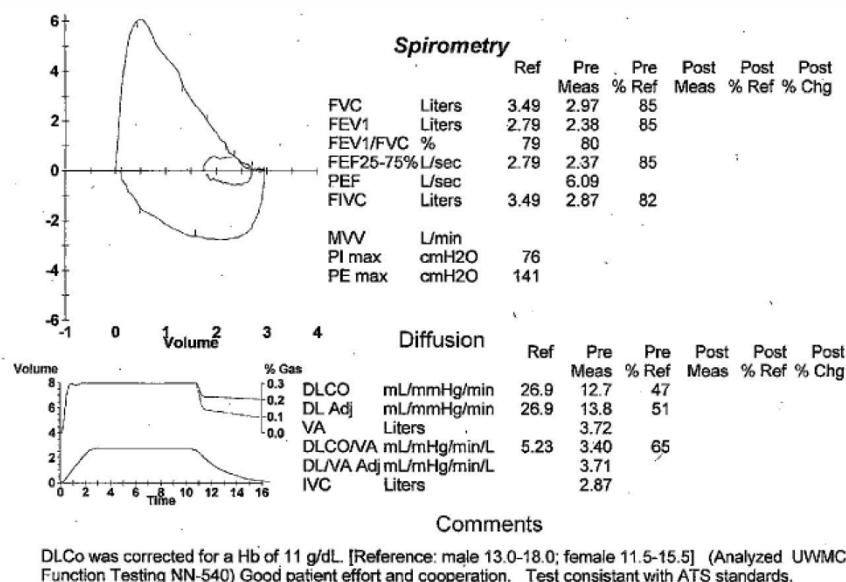 Spirometry
Ref Pre Pre Post Post Post
Meas % Ref Meas % Ref % Chg
FVC Liters 3.49 2.97 85
FEV1 Liters 2.79 2.38 85
FEV1/FVC % 79 80
FEF25-75% L/sec 2.79 2.37 85
PEF L/sec 6.09
FIVC Liters 3.49 2.87 82
MVV L/min
PI max cmH2O 76
PE max cmH2O 141
6
4
2
0
-2
-4
-6
-1 0 1 2 3 4
Volume
Diffusion
Ref Pre Pre Post Post Post
Meas % Ref Meas % Ref % Chg
DLCO mL/mmHg/min 26.9 12.7 47
DL Adj mL/mmHg/min 26.9 13.8 51
VA Liters 3.72
DLCO/VA mL/mHg/min/L 5.23 3.40 65
DL/VA Adj mL/mHg/min/L 3.71
IVC Liters 2.87
Volume % Gas
8 0.3
6 0.2
0.1
4 0.0
2
0
0 2 4 6 8 10 12 14 16
Time
Comments
DLCo was corrected for a Hb of 11 g/dL. [Reference: male 13.0-18.0; female 11.5-15.5] (Analyzed UWMC
Function Testing NN-540) Good patient effort and cooperation. Test consistant with ATS standards.